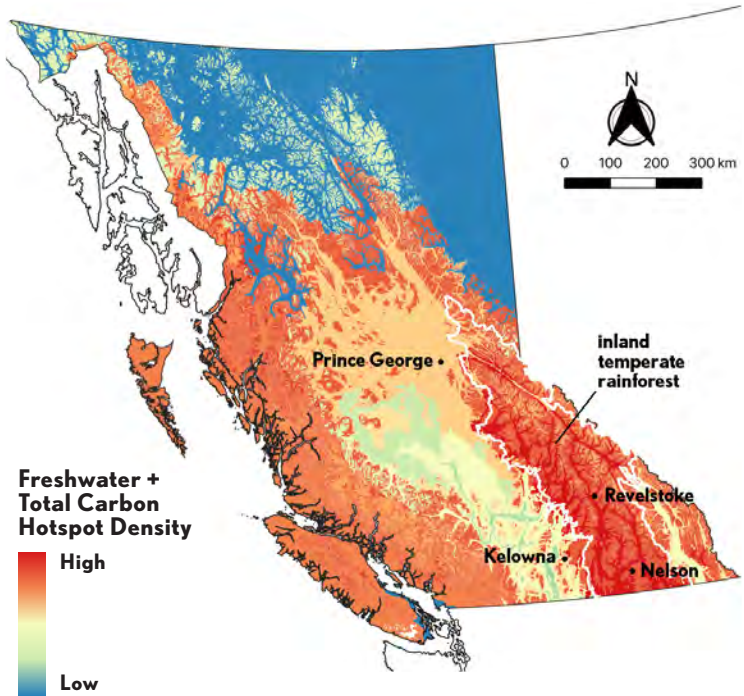 N
0 100 200 300 km
inland
temperate
rainforest
Prince George
Revelstoke
Kelowna
Nelson
Freshwater +
Total Carbon
Hotspot Density
High
Low